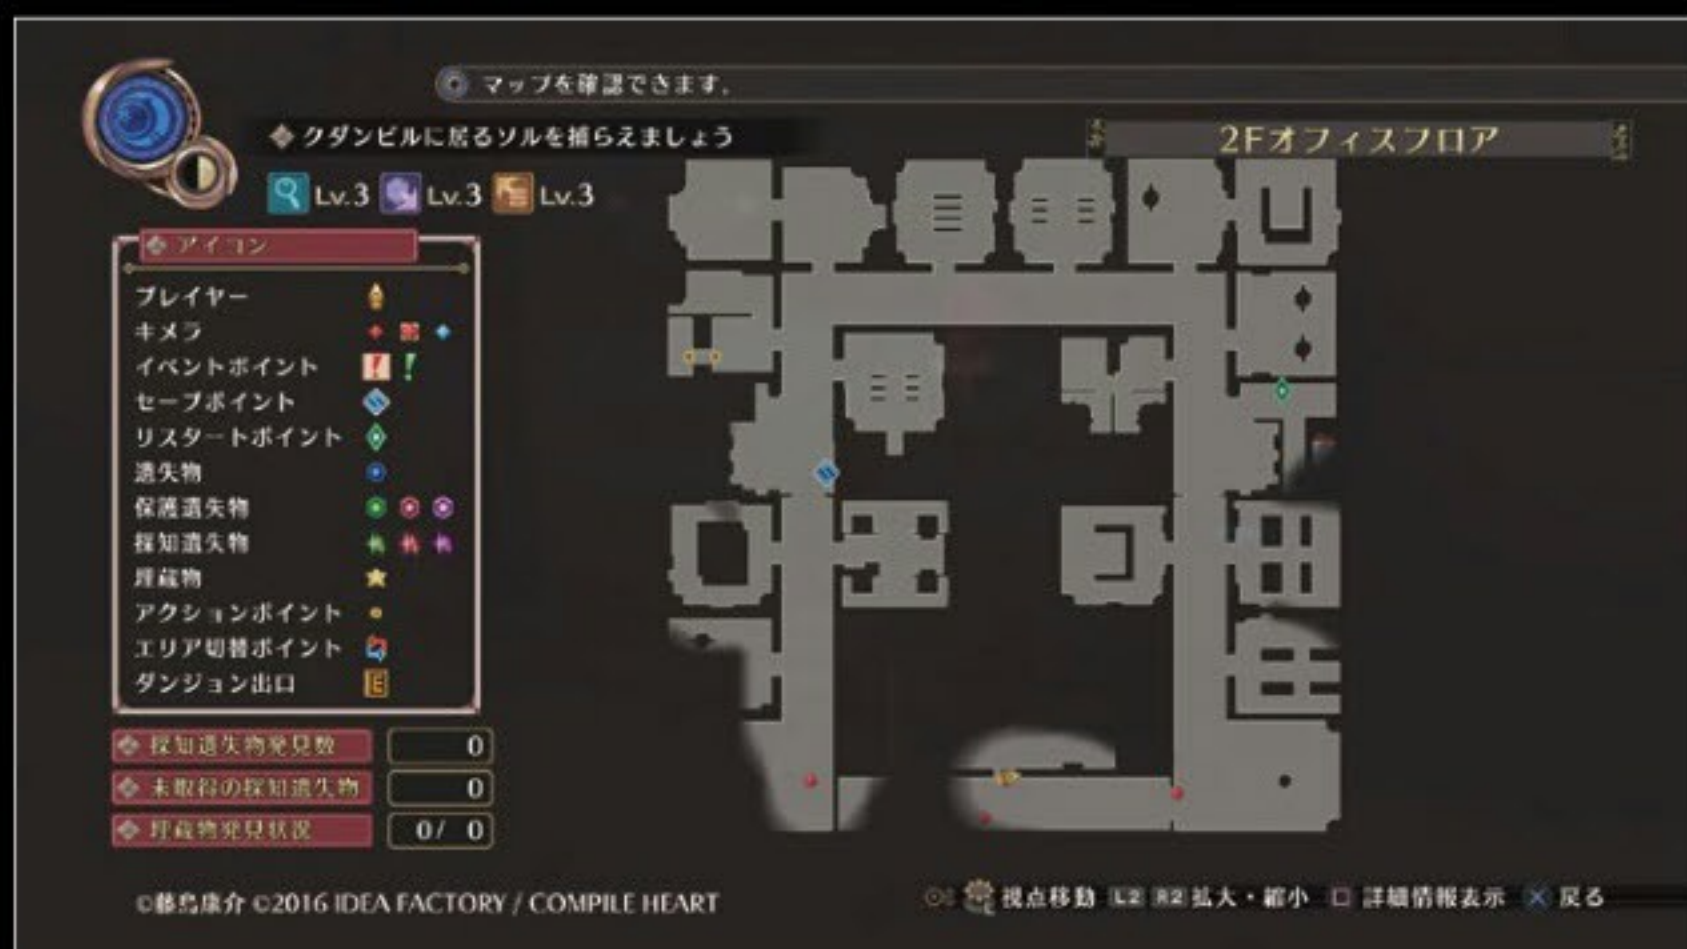 マップを確認できます。
クダンビルに居るソルを捕らえましょう
2Fオフィスフロア
Lv.3 Lv.3 Lv.3
アイコン
プレイヤー
キメラ
イベントポイント
セーブポイント
リスタートポイント
遺失物
保護遺失物
探知遺失物
埋蔵物
アクションポイント
エリア切替ポイント
ダンジョン出口
E
探知遺失物発見数 0
未取得の探知遺失物 0
埋蔵物発見状況 0/ 0
©藤島康介 ©2016 IDEA FACTORY / COMPILE HEART
視点移動 L2 R2 拡大・縮小 □ 詳細情報表示 × 戻る